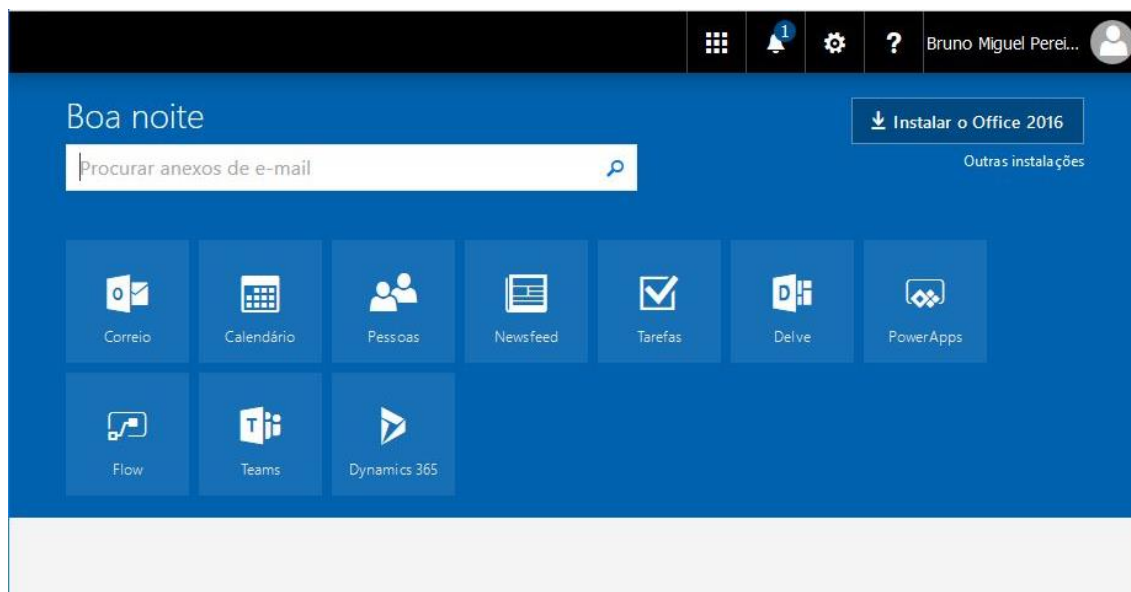 1
?
Bruno Miguel Perei...
Boa noite
Instalar o Office 2016
Procurar anexos de e-mail
Outras instalações
Correio
Calendário
Pessoas
Newsfeed
Tarefas
Delve
PowerApps
Flow
Teams
Dynamics 365